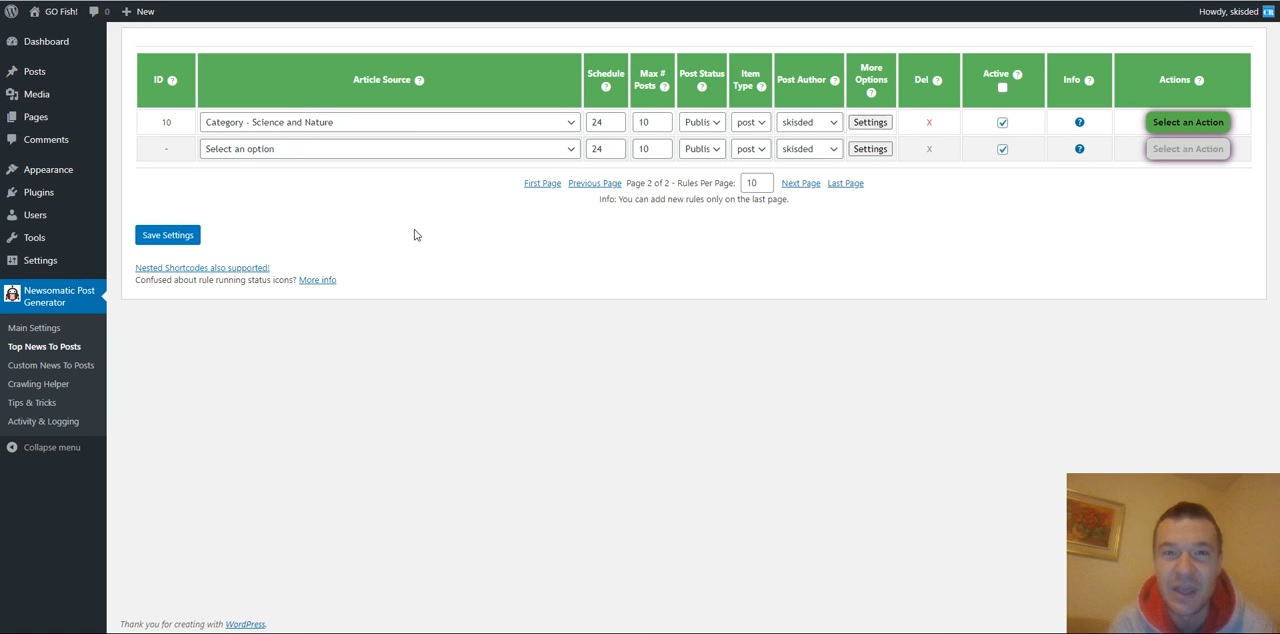 GO Fish! 0 New Howdy, skisded
Dashboard
Posts
Media
Pages
Comments
Appearance
Plugins
Users
Tools
Settings
Newsomatic Post
Generator
Main Settings
Top News To Posts
Custom News To Posts
Crawling Helper
Tips & Tricks
Activity & Logging
Collapse menu
ID ? Article Source ? Schedule ? Max # Posts ? Post Status ? Item Type ? Post Author ? More Options ? Del ? Active ? Info ? Actions ?
10 Category - Science and Nature 24 10 Publis post skisded Settings X ? Select an Action
- Select an option 24 10 Publis post skisded Settings X ? Select an Action
First Page Previous Page Page 2 of 2 - Rules Per Page: 10 Next Page Last Page
Info: You can add new rules only on the last page.
Save Settings
Nested Shortcodes also supported!
Confused about rule running status icons? More info
Thank you for creating with WordPress.